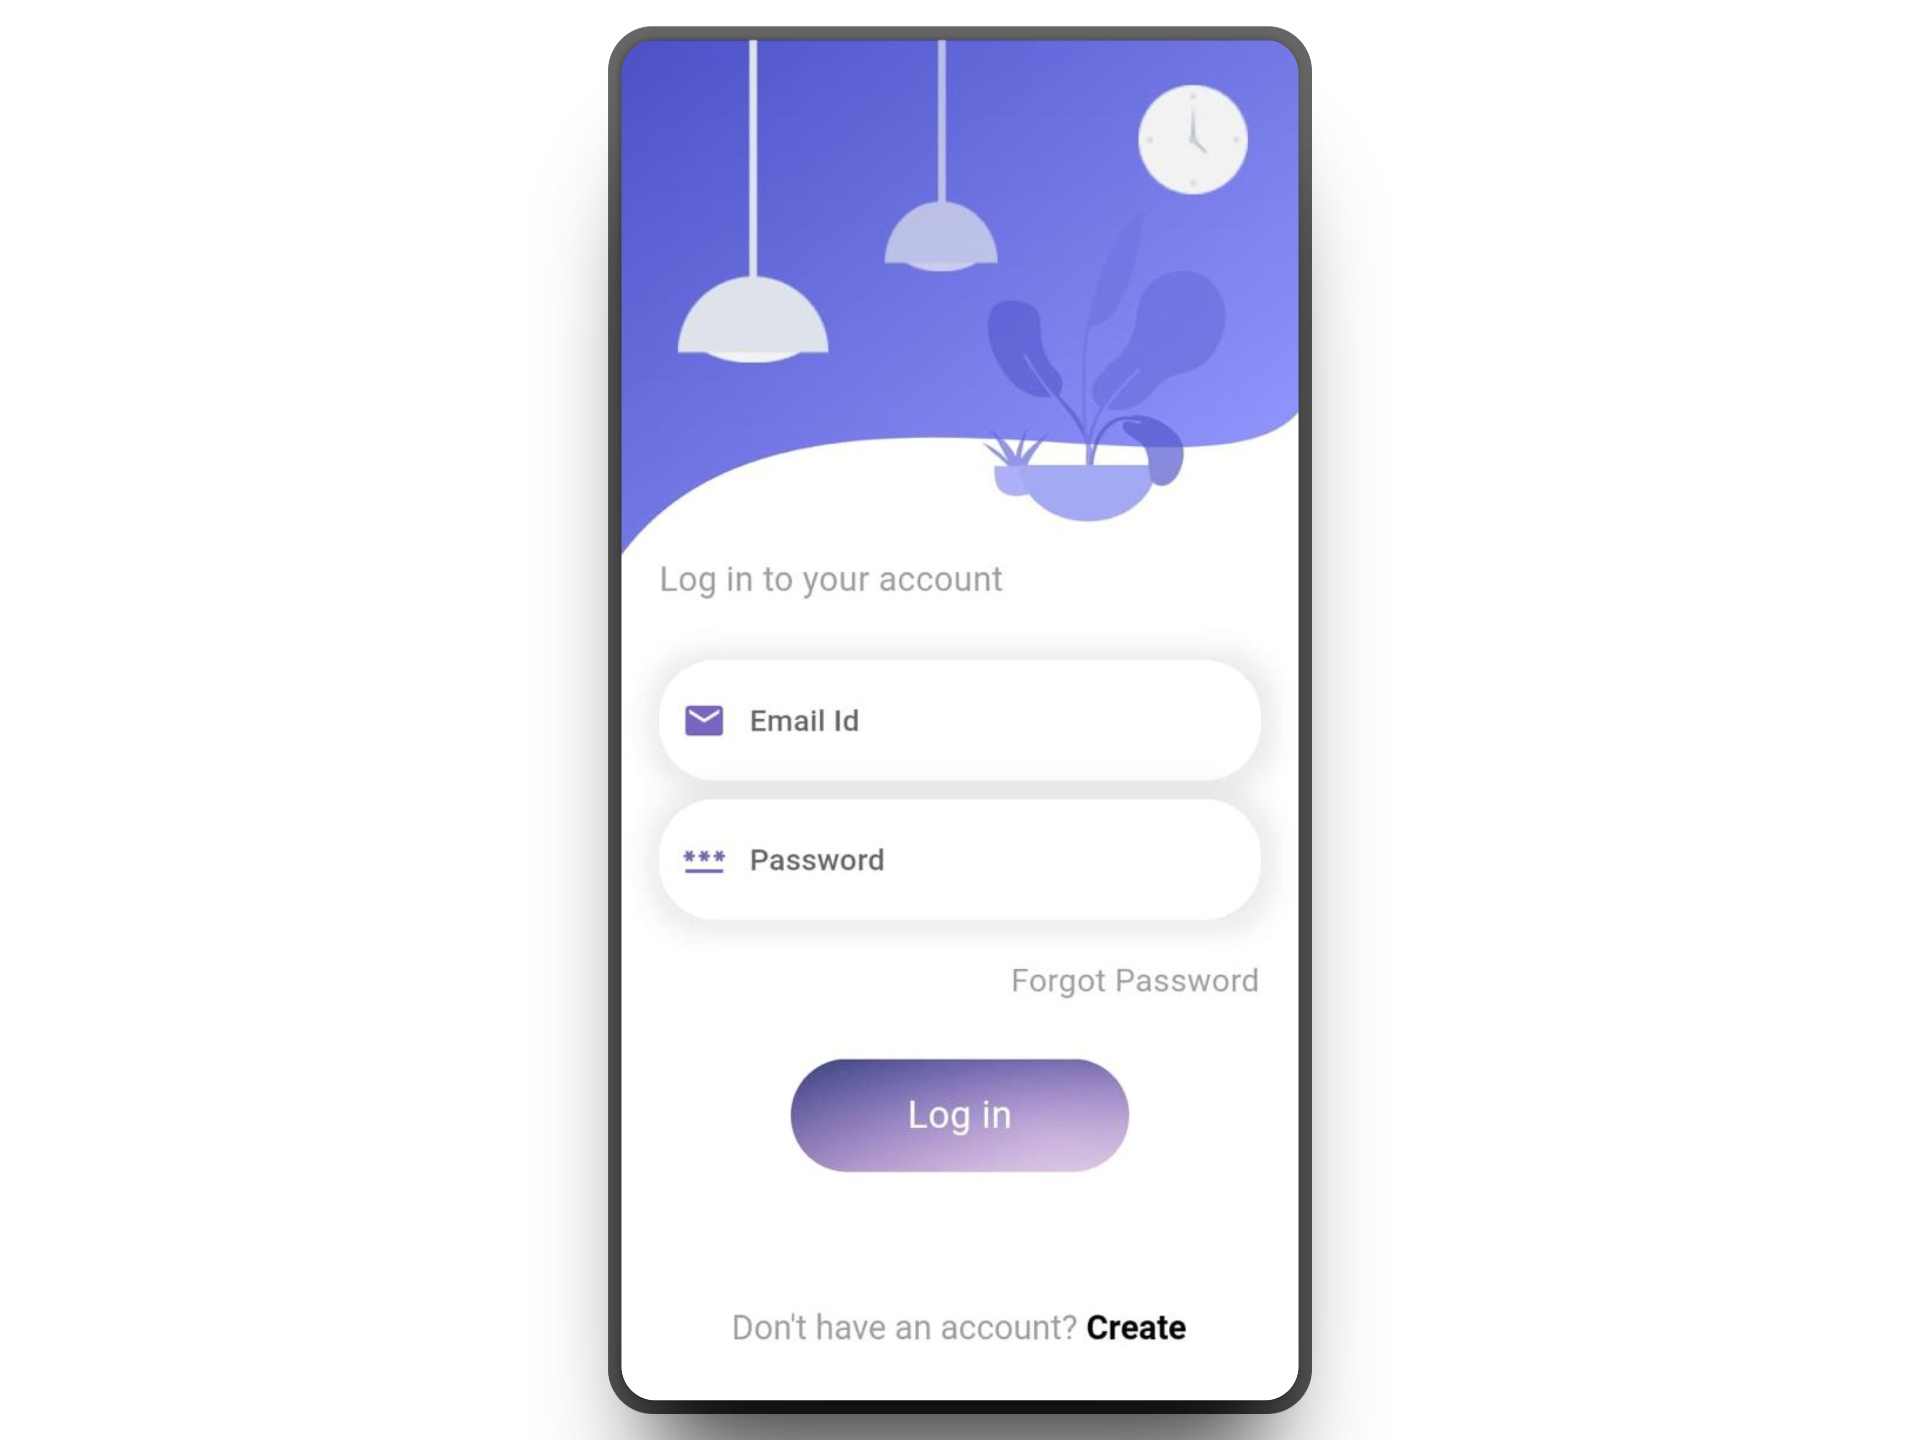 Log in to your account
Email Id
*** Password
Forgot Password
Log in
Don't have an account? Create